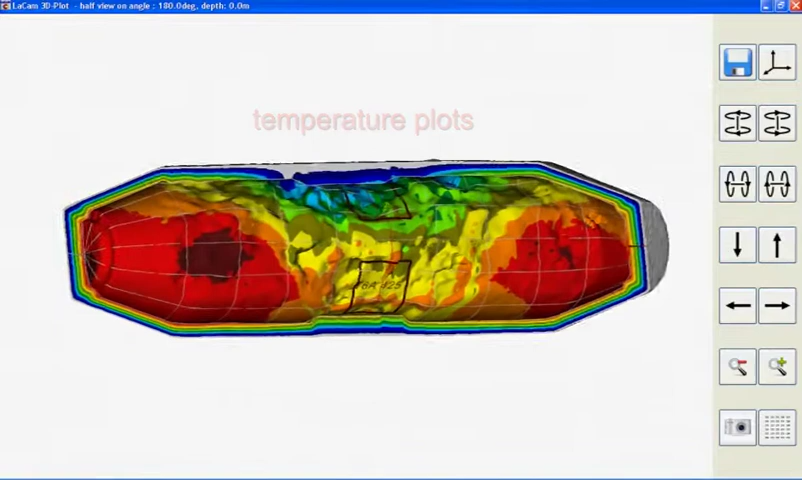 LaCam 3D-Plot - half view on angle : 180.0deg, depth: 0.0m
temperature plots